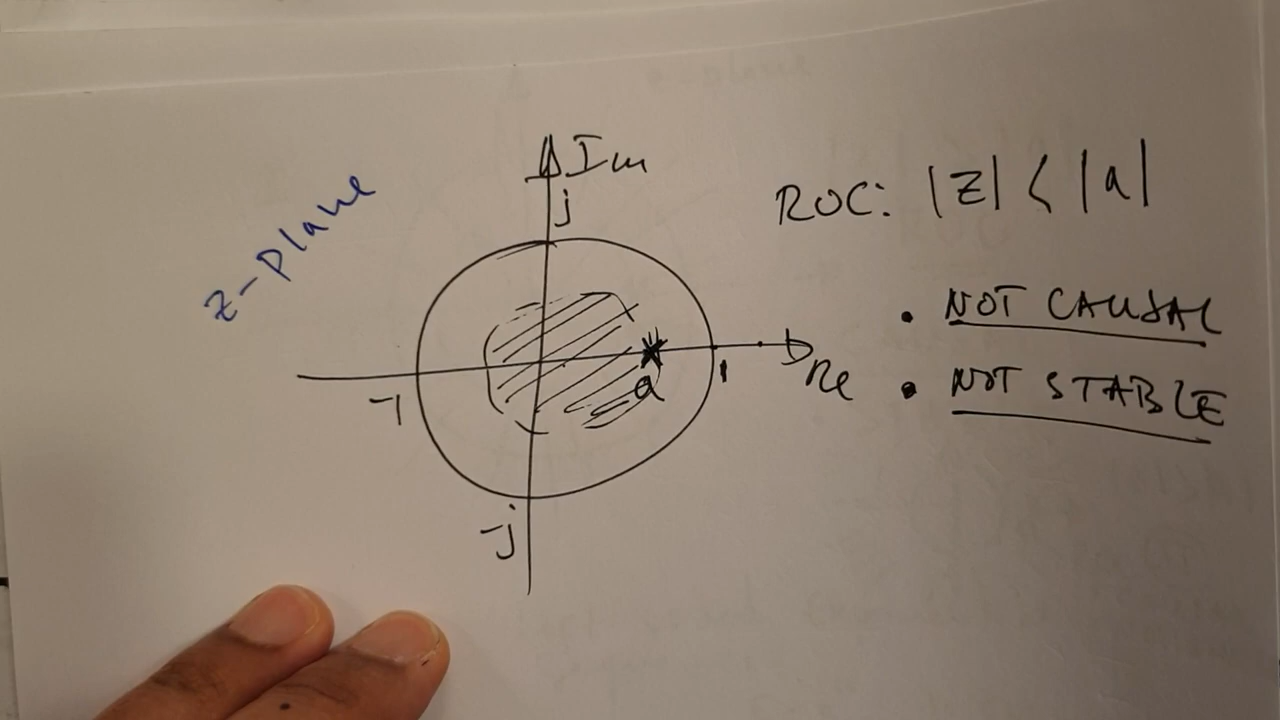 z-plane
Im
j
-1
a
1
Re
-j
ROC: |z| < |a|
• NOT CAUSAL
• NOT STABLE